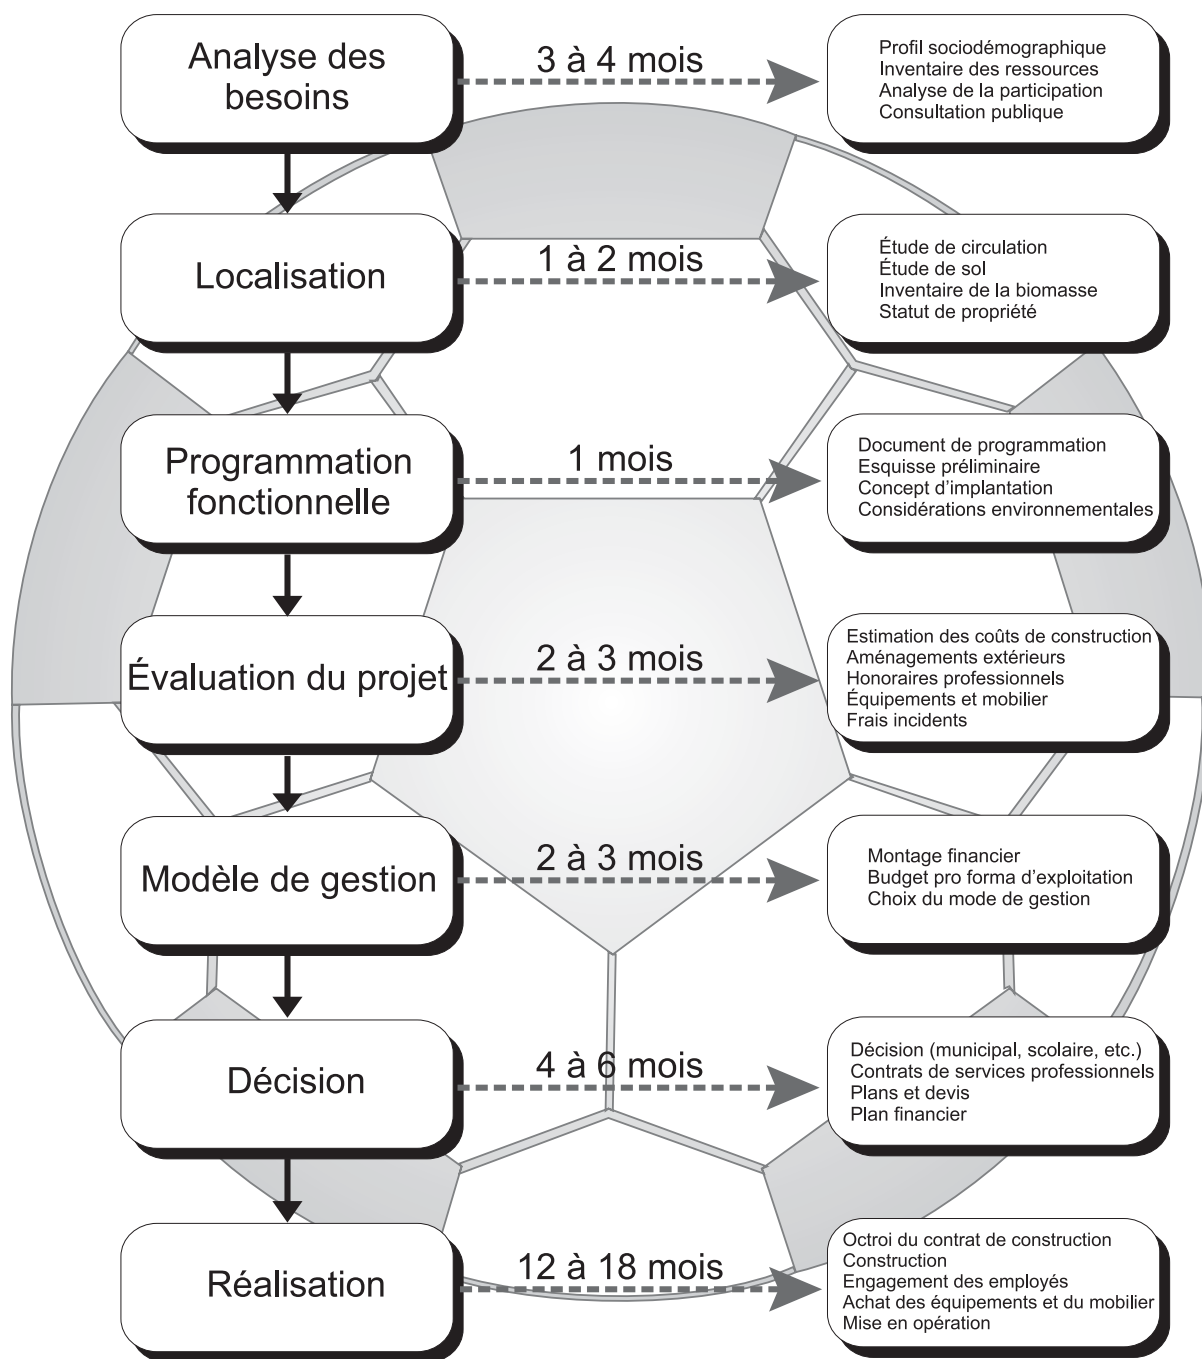 Analyse des
besoins
3 à 4 mois
Profil sociodémographique
Inventaire des ressources
Analyse de la participation
Consultation publique
Localisation
1 à 2 mois
Étude de circulation
Étude de sol
Inventaire de la biomasse
Statut de propriété
Programmation
fonctionnelle
1 mois
Document de programmation
Esquisse préliminaire
Concept d'implantation
Considérations environnementales
Évaluation du projet
2 à 3 mois
Estimation des coûts de construction
Aménagements extérieurs
Honoraires professionnels
Équipements et mobilier
Frais incidents
Modèle de gestion
2 à 3 mois
Montage financier
Budget pro forma d'exploitation
Choix du mode de gestion
Décision
4 à 6 mois
Décision (municipal, scolaire, etc.)
Contrats de services professionnels
Plans et devis
Plan financier
Réalisation
12 à 18 mois
Octroi du contrat de construction
Construction
Engagement des employés
Achat des équipements et du mobilier
Mise en opération